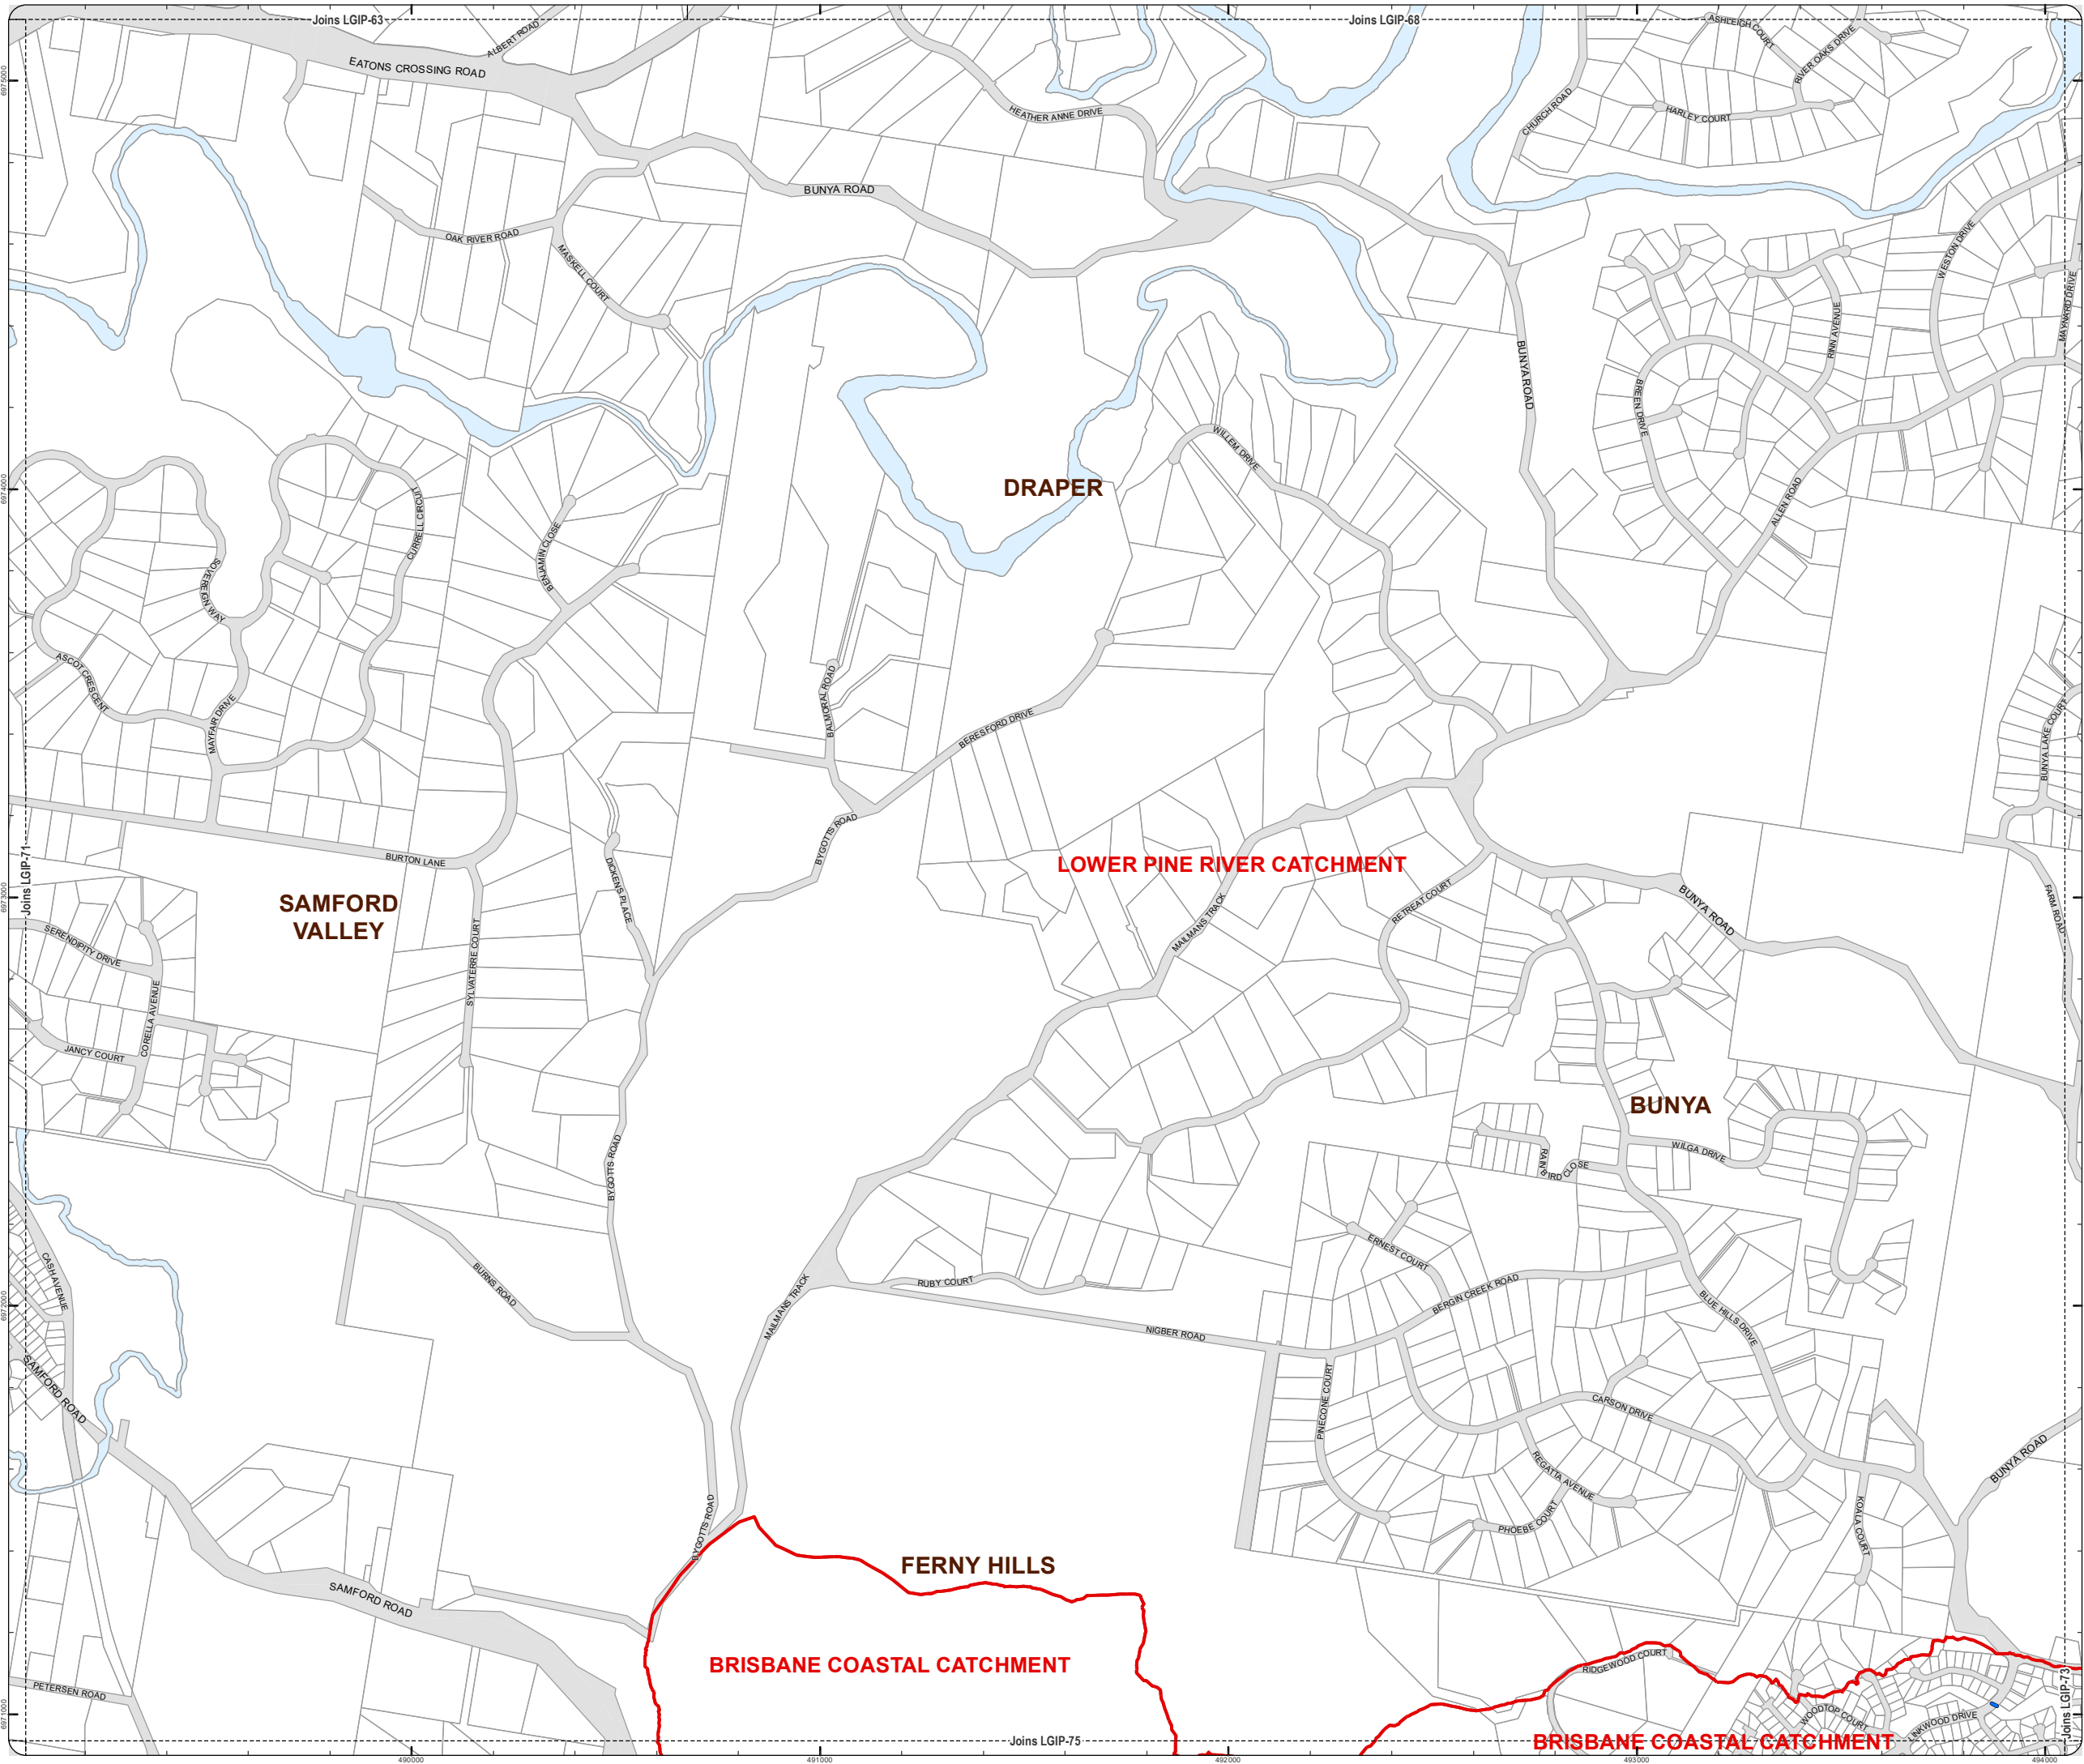 Joins LGIP-63
Joins LGIP-68
ALBERT ROAD
ASHLEIGH COURT
RIVER OAKS DRIVE
EATONS CROSSING ROAD
6975000
HEATHER ANNE DRIVE
CHURCH ROAD
HARLEY COURT
BUNYA ROAD
OAK RIVER ROAD
MASKELL COURT
WESTON DRIVE
MAYNARD DRIVE
RINN AVENUE
BUNYA ROAD
BREEN DRIVE
WILLEM DRIVE
DRAPER
6974000
ALLEN ROAD
CURRELL CIRCUIT
BENJAMIN CLOSE
SOVEREIGN WAY
ASCOT CRESCENT
MAYFAIR DRIVE
BALMORAL ROAD
BERESFORD DRIVE
BUNYA LAKE COURT
BYGOTTS ROAD
BURTON LANE
DICKENS PLACE
LOWER PINE RIVER CATCHMENT
Joins LGIP-71
6973000
SAMFORD
VALLEY
RETREAT COURT
MAILMANS TRACK
BUNYA ROAD
FARM ROAD
SERENDIPITY DRIVE
SYLVATERRE COURT
CORELLA AVENUE
JANCY COURT
BUNYA
WILGA DRIVE
RAINBIRD CLOSE
BYGOTTS ROAD
CASH AVENUE
BURNS ROAD
ERNEST COURT
RUBY COURT
BERGIN CREEK ROAD
BLUE HILLS DRIVE
6972000
MAILMANS TRACK
NIGBER ROAD
SAMFORD ROAD
PINECONE COURT
CARSON DRIVE
REGATTA AVENUE
BUNYA ROAD
PHOEBE COURT
KOALA COURT
BYGOTTS ROAD
FERNY HILLS
SAMFORD ROAD
BRISBANE COASTAL CATCHMENT
RIDGEWOOD COURT
PETERSEN ROAD
Joins LGIP-73
6971000
WOODTOP COURT
LINKWOOD DRIVE
Joins LGIP-75
BRISBANE COASTAL CATCHMENT
490000
491000
492000
493000
494000